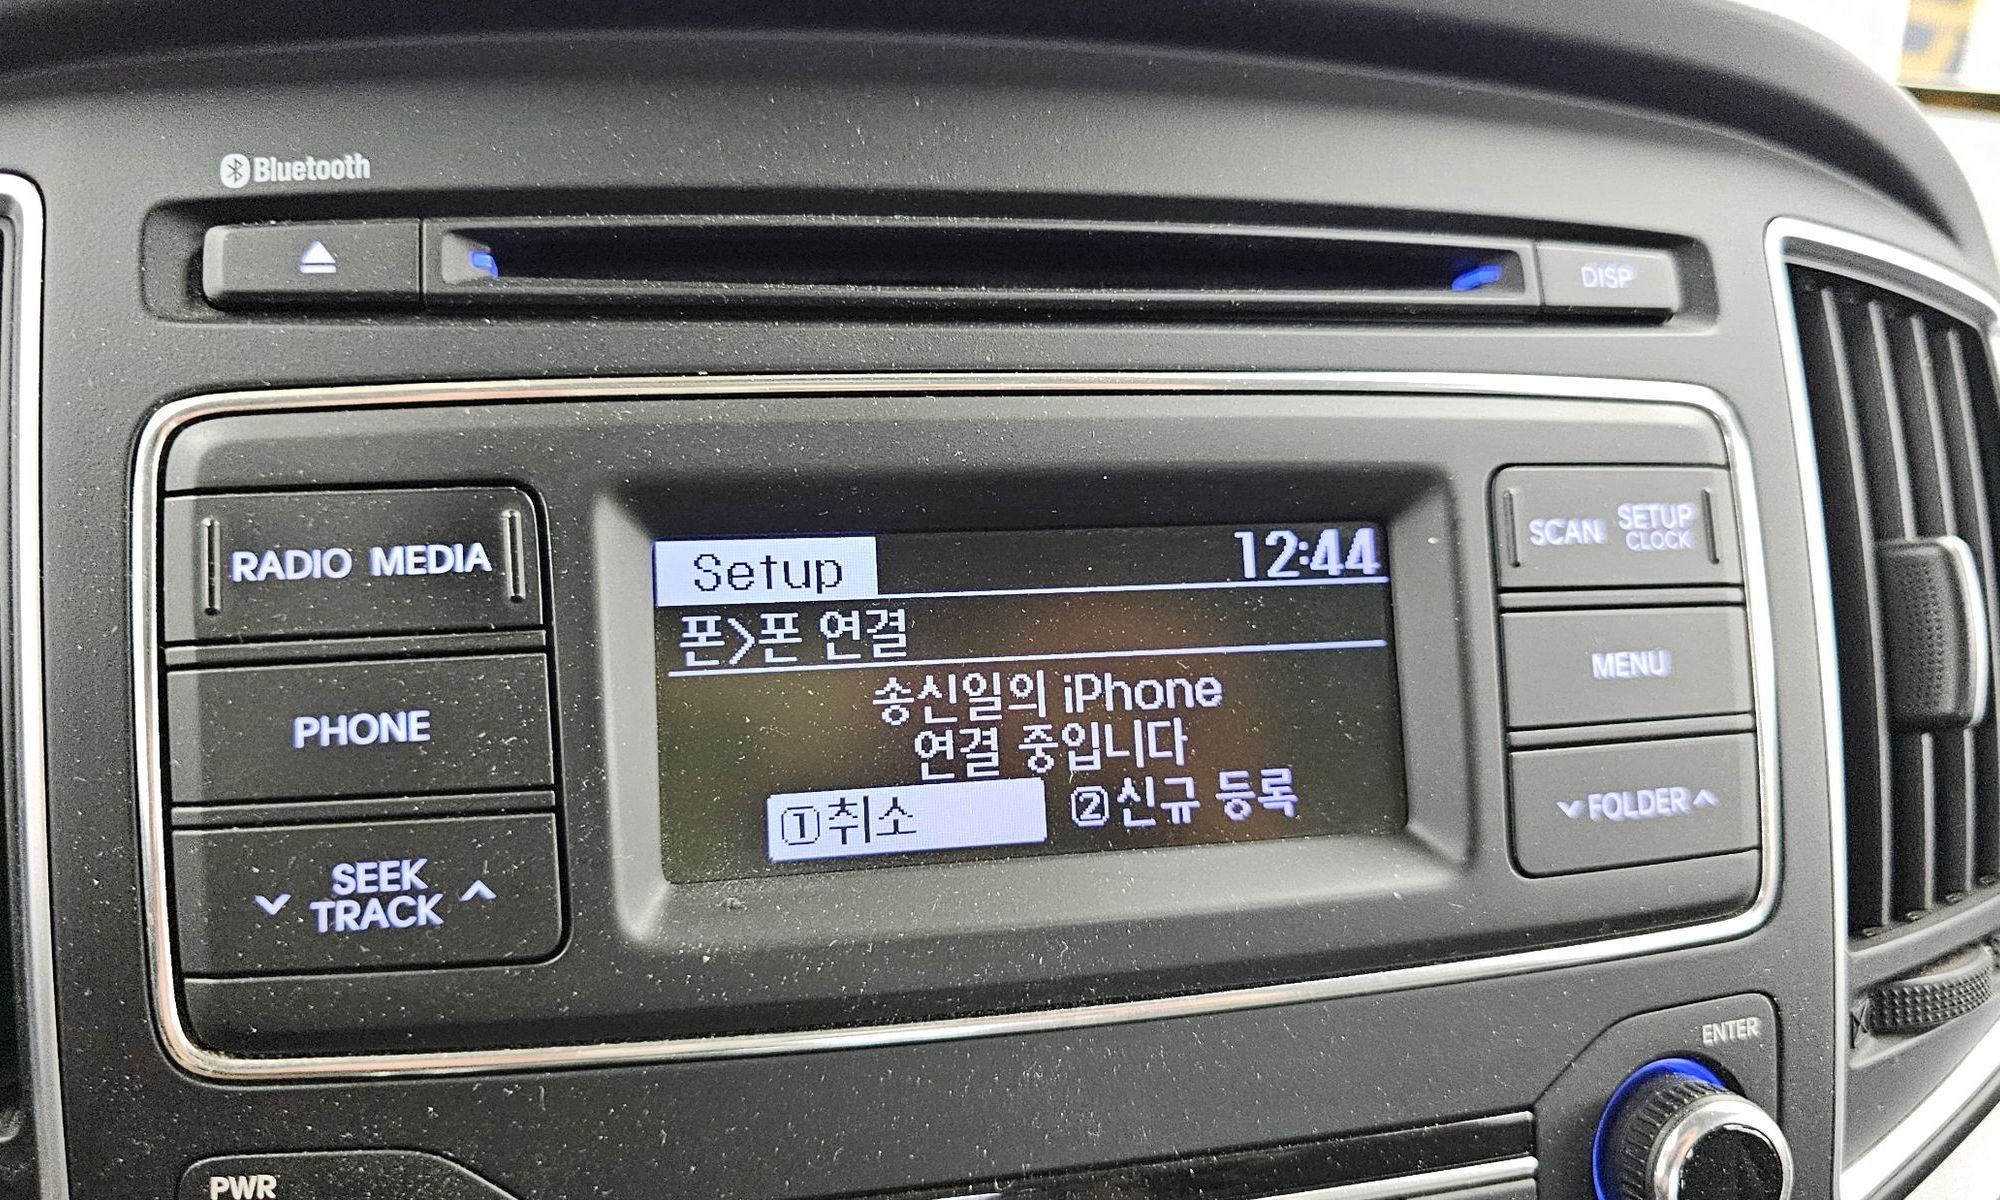 Bluetooth
DISP
RADIO MEDIA
SCAN SETUP CLOCK
Setup 12:44
폰>폰 연결
송신일의 iPhone
연결 중입니다
①취소 ②신규 등록
PHONE
MENU
SEEK
TRACK
FOLDER
ENTER
PWR